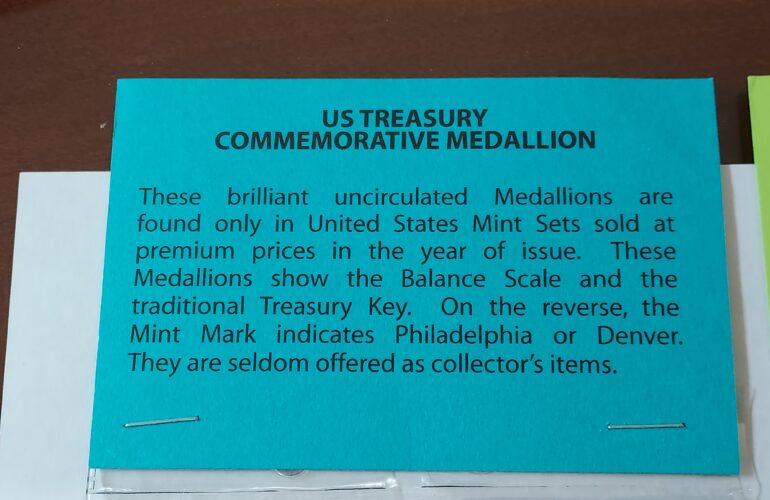 US TREASURY
COMMEMORATIVE MEDALLION
These brilliant uncirculated Medallions are
found only in United States Mint Sets sold at
premium prices in the year of issue. These
Medallions show the Balance Scale and the
traditional Treasury Key. On the reverse, the
Mint Mark indicates Philadelphia or Denver.
They are seldom offered as collector's items.